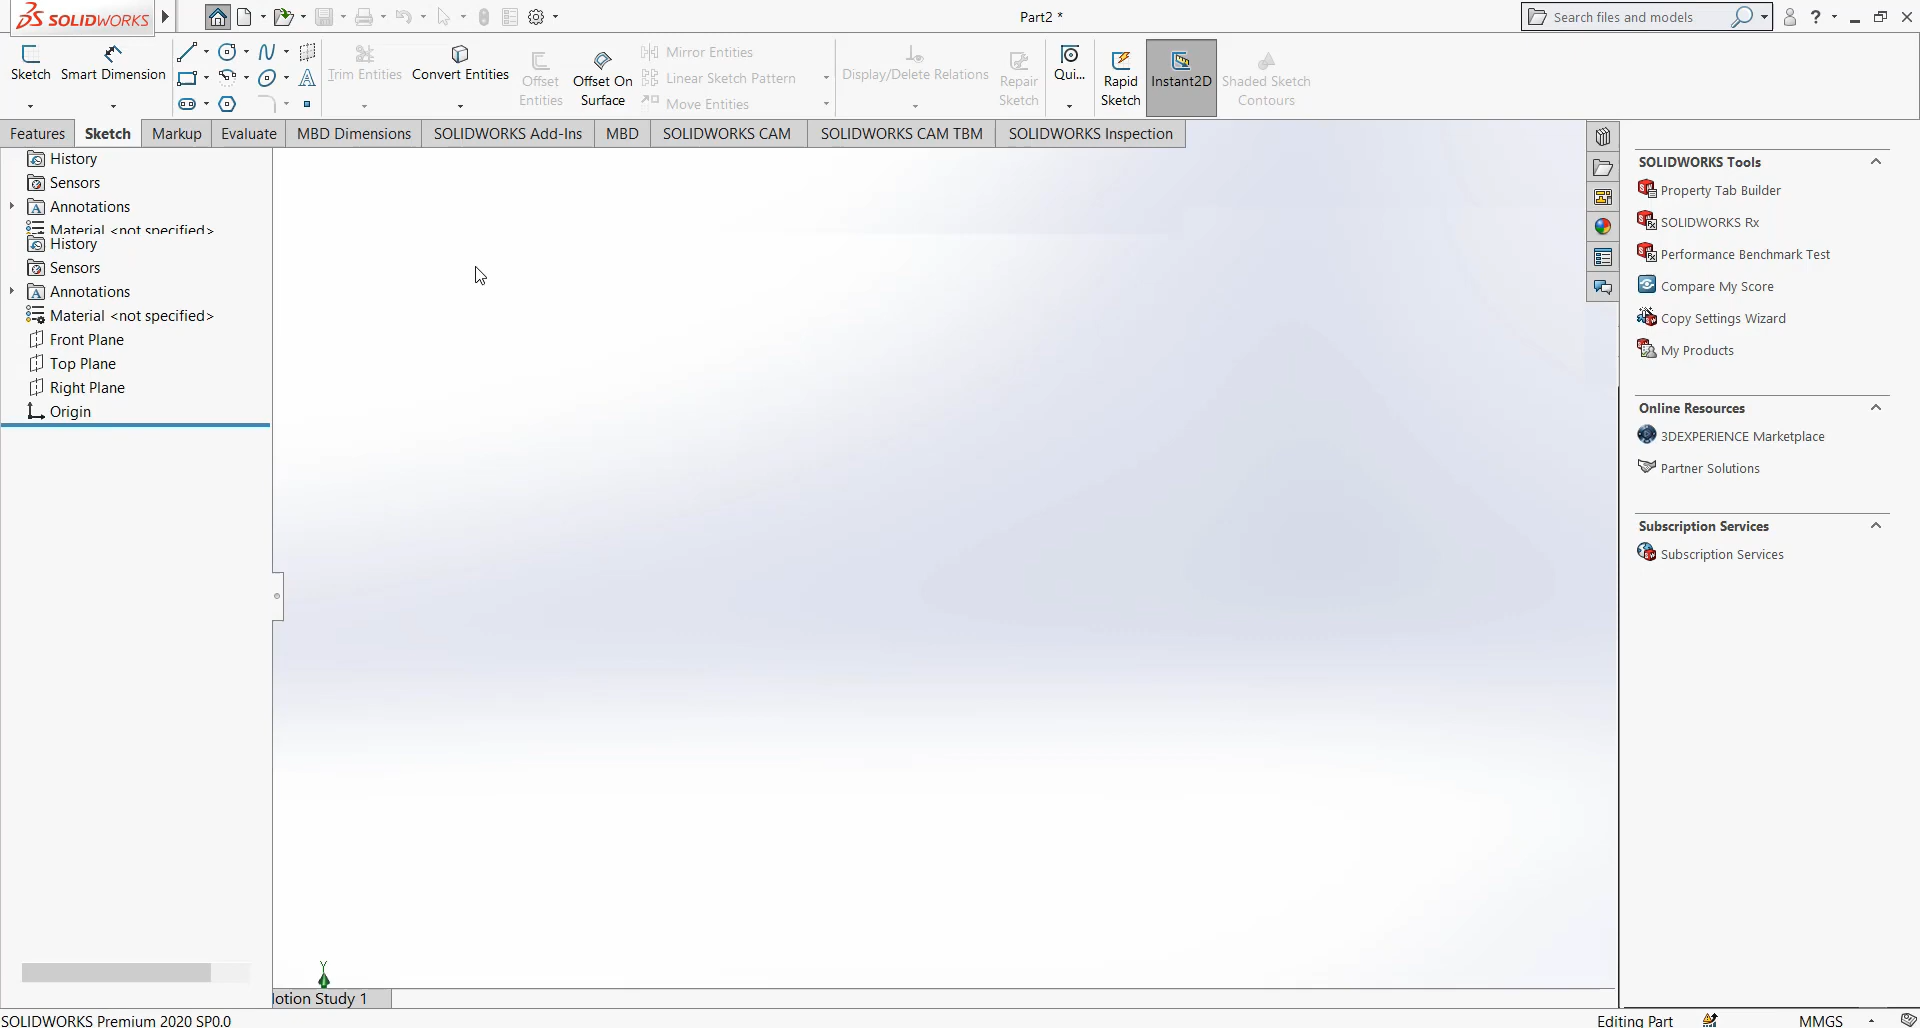 SOLIDWORKS
Part2 *
Search files and models
?
Sketch
Smart Dimension
Trim Entities
Convert Entities
Offset Entities
Offset On Surface
Mirror Entities
Linear Sketch Pattern
Move Entities
Display/Delete Relations
Repair Sketch
Qui...
Rapid Sketch
Instant2D
Shaded Sketch Contours
Features
Sketch
Markup
Evaluate
MBD Dimensions
SOLIDWORKS Add-Ins
MBD
SOLIDWORKS CAM
SOLIDWORKS CAM TBM
SOLIDWORKS Inspection
History
Sensors
Annotations
Material <not specified>
History
Sensors
Annotations
Material <not specified>
Front Plane
Top Plane
Right Plane
Origin
SOLIDWORKS Tools
Property Tab Builder
SOLIDWORKS Rx
Performance Benchmark Test
Compare My Score
Copy Settings Wizard
My Products
Online Resources
3DEXPERIENCE Marketplace
Partner Solutions
Subscription Services
Subscription Services
Y
otion Study 1
SOLIDWORKS Premium 2020 SP0.0
Editing Part
MMGS